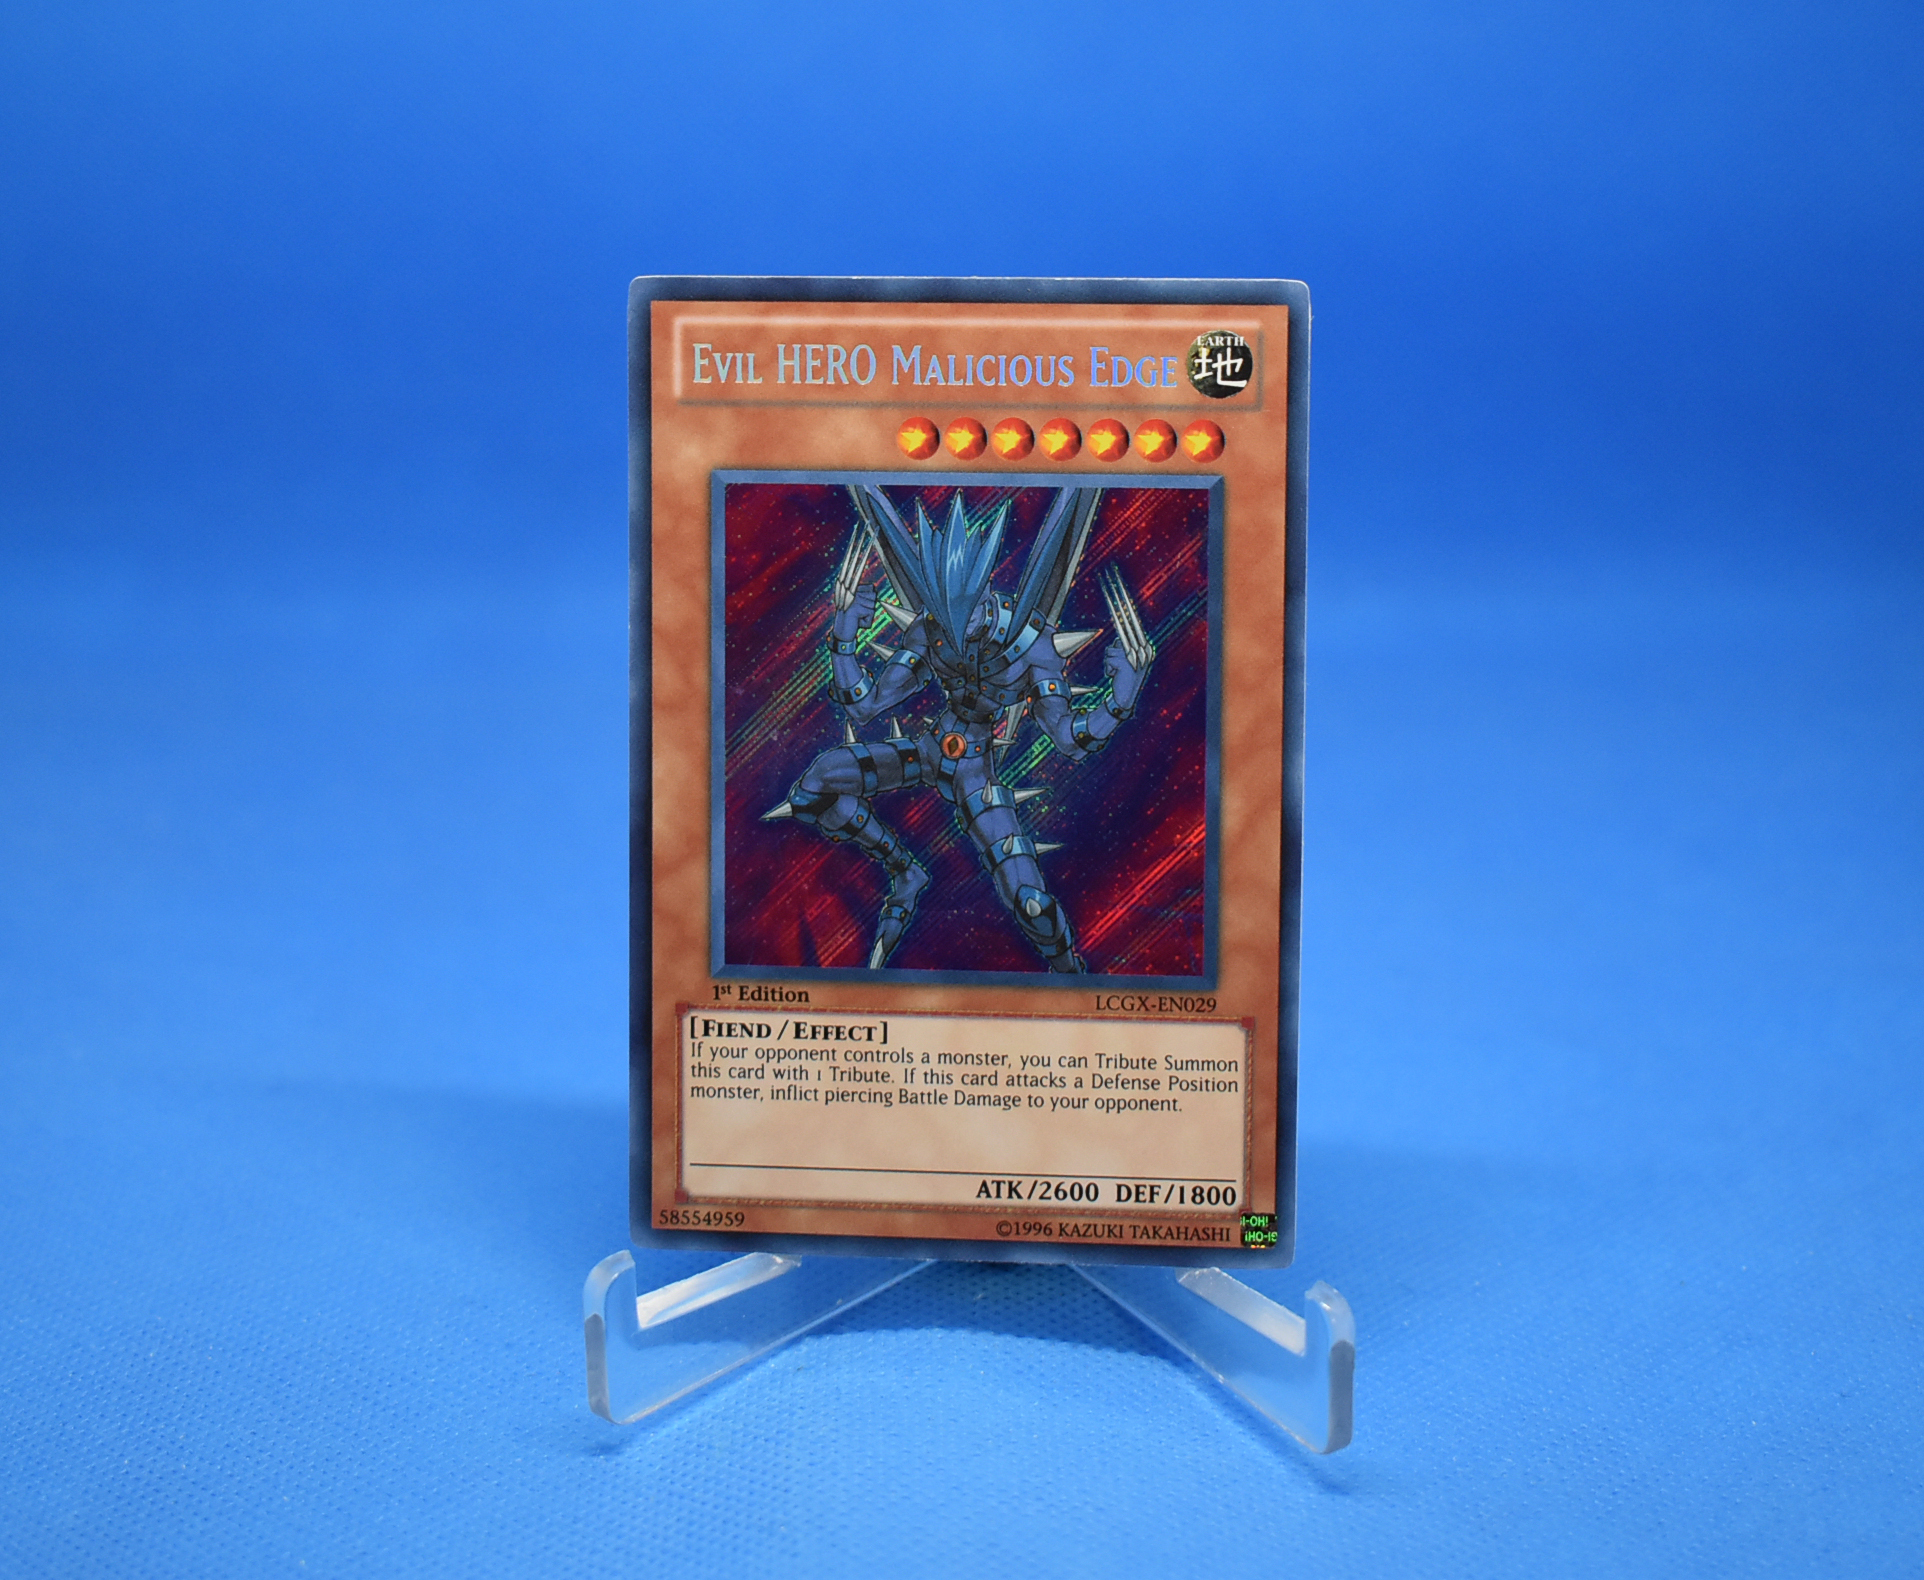 Evil HERO Malicious Edge
EARTH
地
1st Edition
LCGX-EN029
[Fiend / Effect]
If your opponent controls a monster, you can Tribute Summon
this card with 1 Tribute. If this card attacks a Defense Position
monster, inflict piercing Battle Damage to your opponent.
ATK/2600 DEF/1800
58554959
©1996 KAZUKI TAKAHASHI